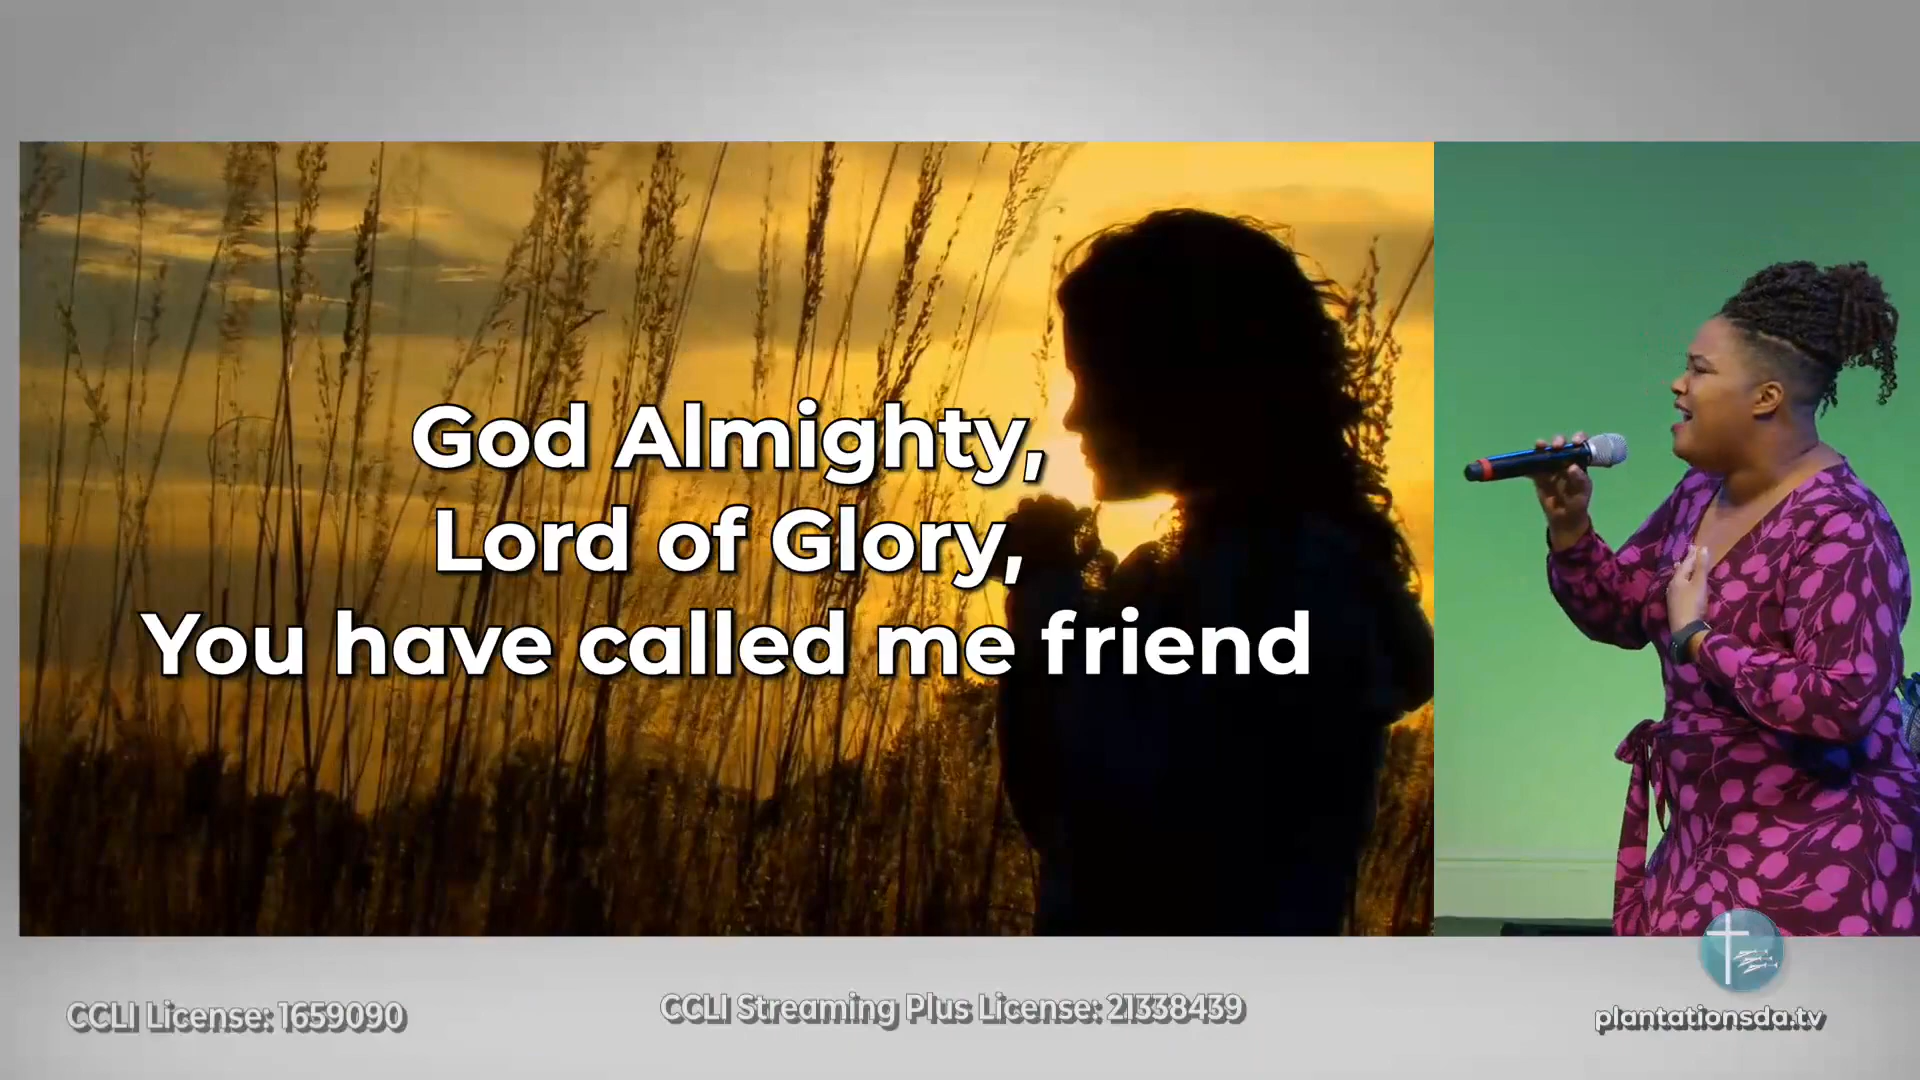 God Almighty,
Lord of Glory,
You have called me friend
CCLI License: 1659090
CCLI Streaming Plus License: 21338439
plantationsda.tv